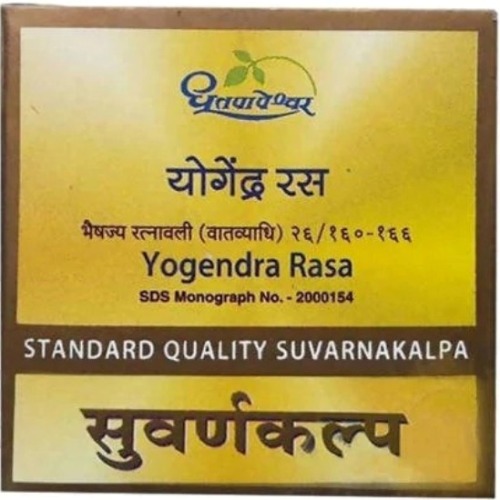 धूतपापेश्वर
योगेंद्र रस
भैषज्य रत्नावली (वातव्याधि) २६/१६०-१६६
Yogendra Rasa
SDS Monograph No. - 2000154
STANDARD QUALITY SUVARNAKALPA
सुवर्णकल्प